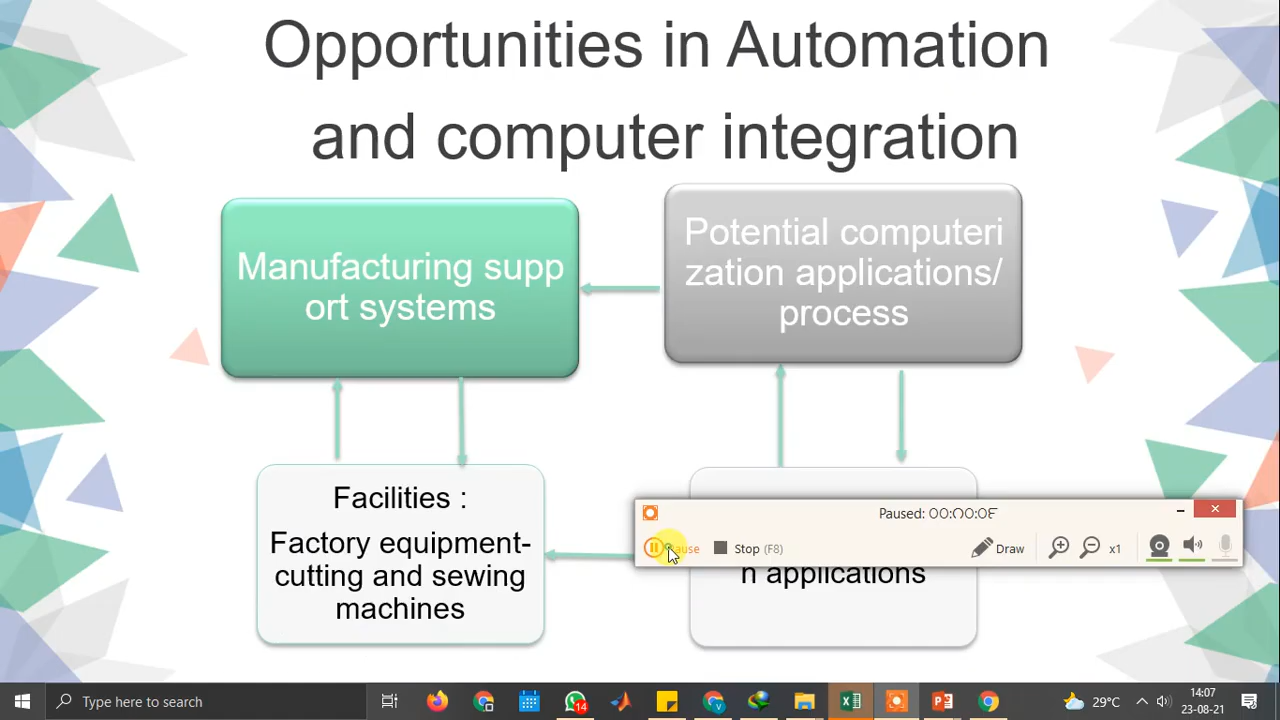 Opportunities in Automation
and computer integration
Manufacturing supp
ort systems
Potential computeri
zation applications/
process
Facilities :
Factory equipment-
cutting and sewing
machines
n applications
Paused: 00:00:0F
Pause
Stop (F8)
Draw
x1
Type here to search
14
29°C
14:07
23-08-21